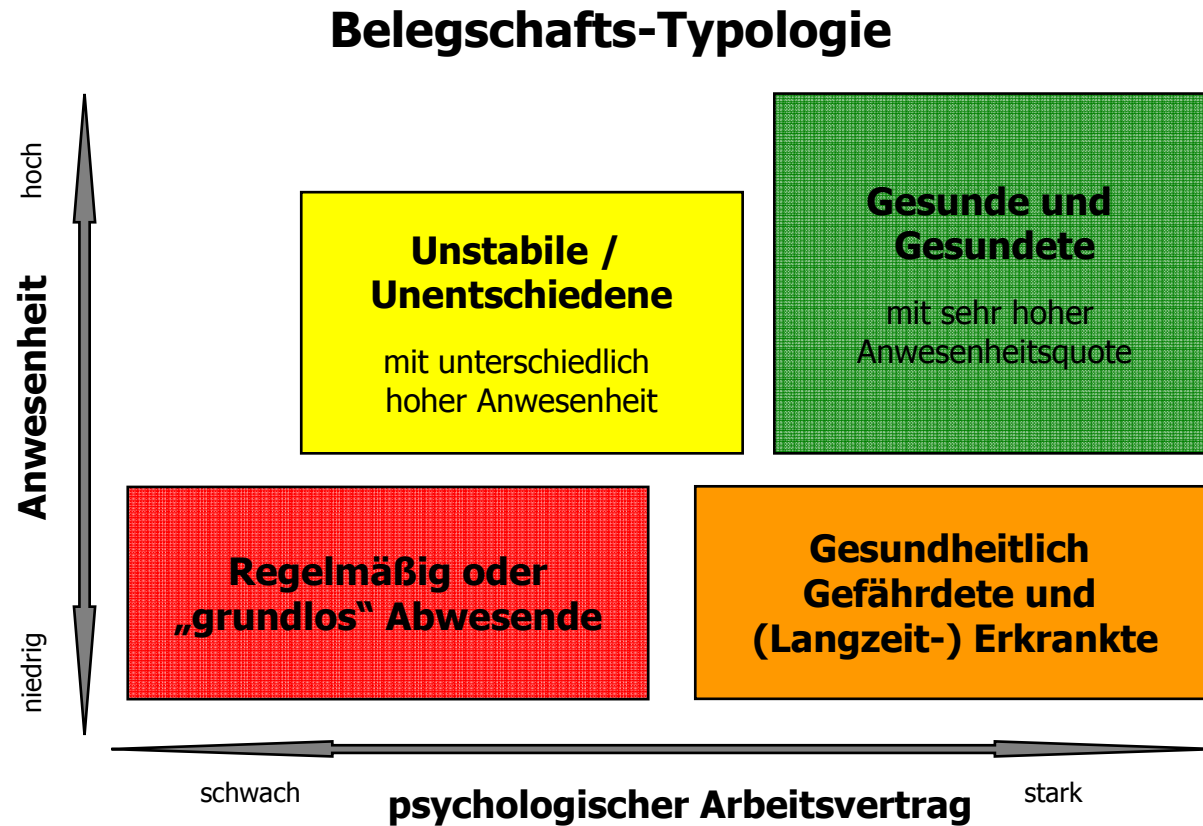 Belegschafts-Typologie
hoch
Anwesenheit
niedrig
Unstabile /
Unentschiedene
mit unterschiedlich
hoher Anwesenheit
Gesunde und
Gesundete
mit sehr hoher
Anwesenheitsquote
Regelmäßig oder
„grundlos“ Abwesende
Gesundheitlich
Gefährdete und
(Langzeit-) Erkrankte
schwach
psychologischer Arbeitsvertrag
stark